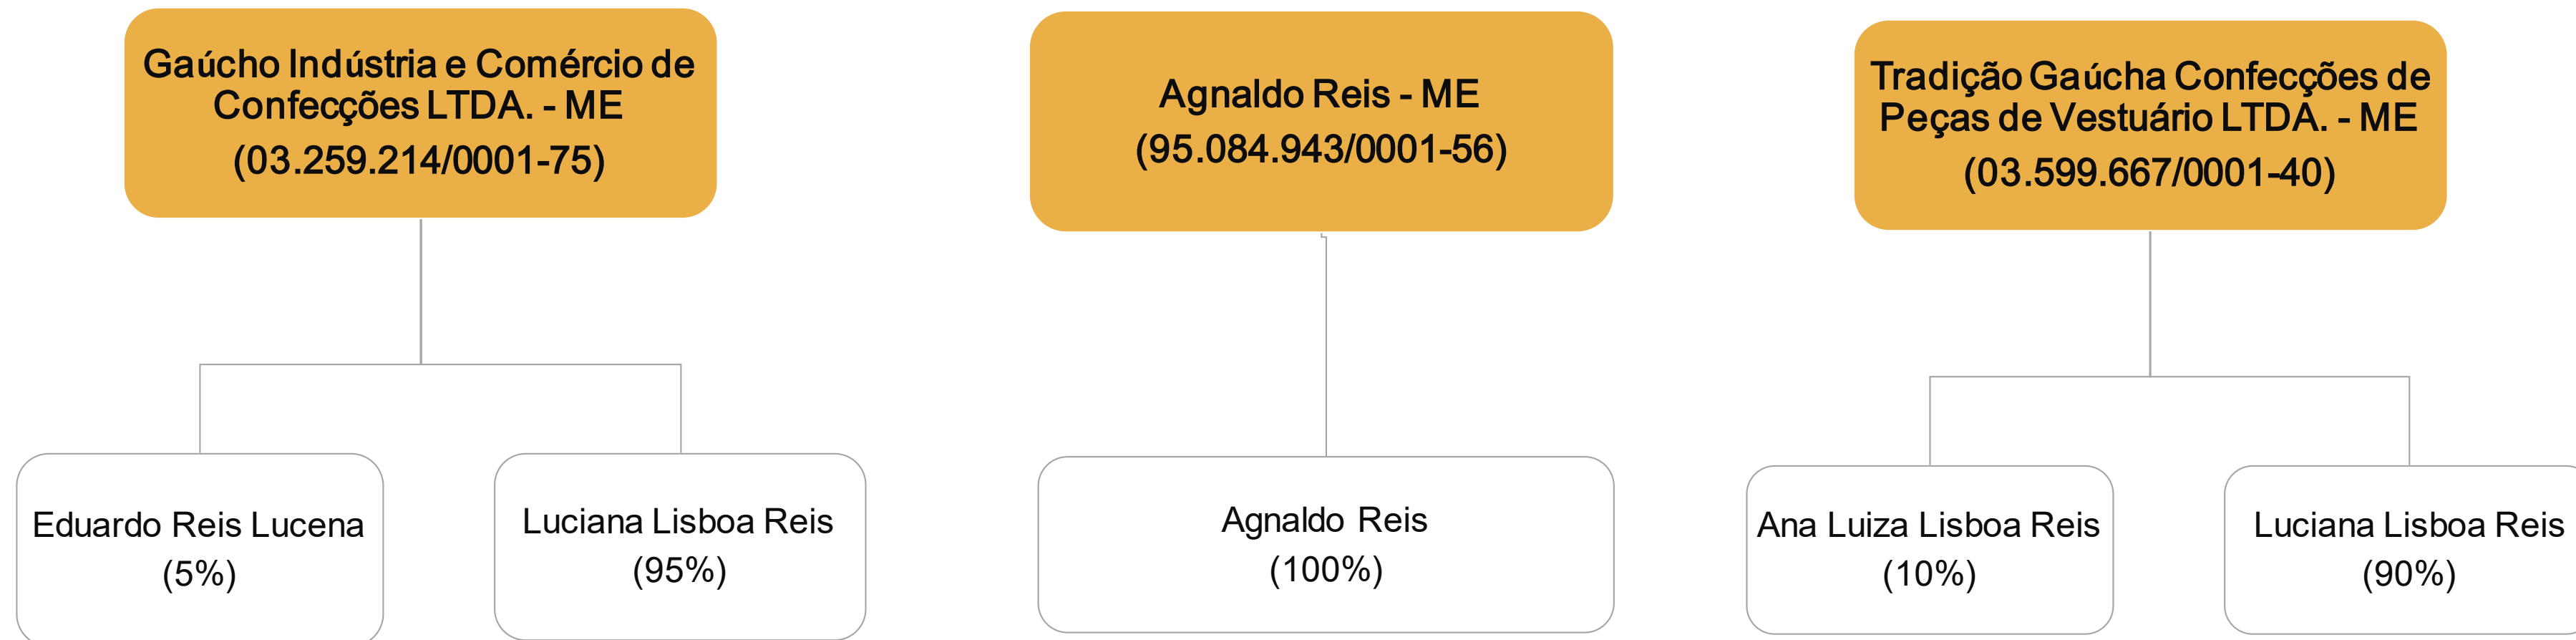 Gaúcho Indústria e Comércio de
Confecções LTDA. - ME
(03.259.214/0001-75)
Agnaldo Reis - ME
(95.084.943/0001-56)
Tradição Gaúcha Confecções de
Peças de Vestuário LTDA. - ME
(03.599.667/0001-40)
Eduardo Reis Lucena
(5%)
Luciana Lisboa Reis
(95%)
Agnaldo Reis
(100%)
Ana Luiza Lisboa Reis
(10%)
Luciana Lisboa Reis
(90%)